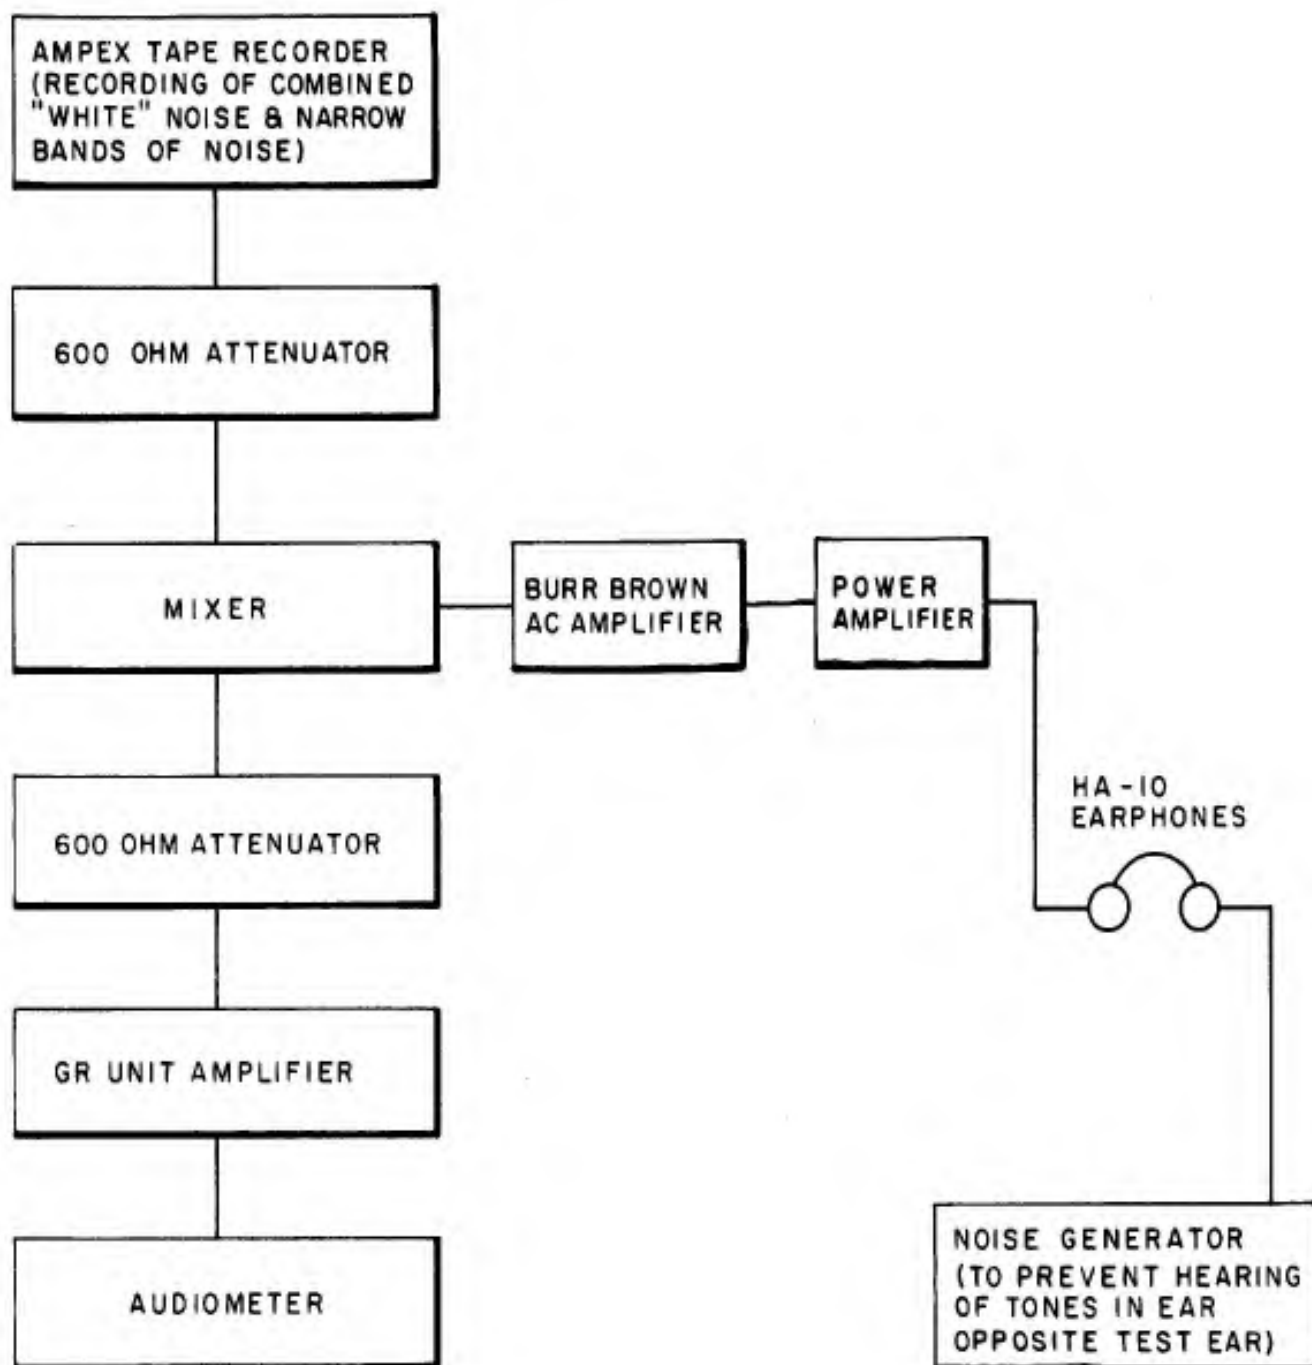 AMPEX TAPE RECORDER
(RECORDING OF COMBINED
"WHITE" NOISE & NARROW
BANDS OF NOISE)
600 OHM ATTENUATOR
MIXER
BURR BROWN
AC AMPLIFIER
POWER
AMPLIFIER
600 OHM ATTENUATOR
HA-10
EARPHONES
GR UNIT AMPLIFIER
AUDIOMETER
NOISE GENERATOR
(TO PREVENT HEARING
OF TONES IN EAR
OPPOSITE TEST EAR)